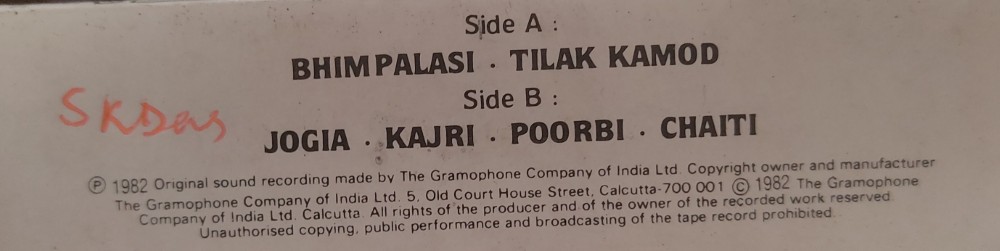 Side A :
BHIMPALASI · TILAK KAMOD
Side B :
SKDas
JOGIA · KAJRI · POORBI · CHAITI
Ⓟ 1982 Original sound recording made by The Gramophone Company of India Ltd. Copyright owner and manufacturer
The Gramophone Company of India Ltd. 5, Old Court House Street, Calcutta-700 001 © 1982 The Gramophone
Company of India Ltd. Calcutta. All rights of the producer and of the owner of the recorded work reserved.
Unauthorised copying, public performance and broadcasting of the tape record prohibited.